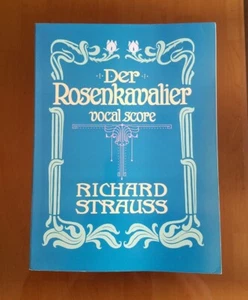 Der
Rosenkavalier
vocal score
RICHARD
STRAUSS